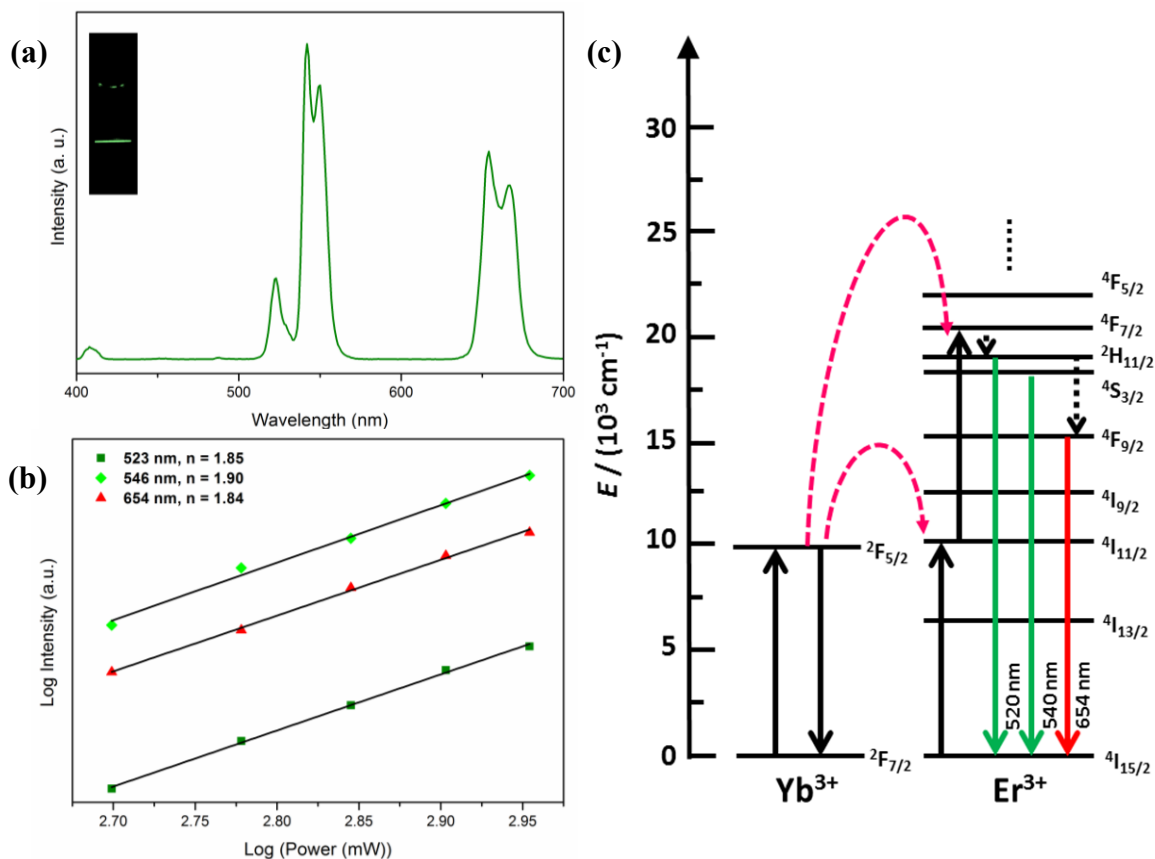 (a)
Intensity (a. u.)
400 500 600 700
Wavelength (nm)
(b)
523 nm, n = 1.85
546 nm, n = 1.90
654 nm, n = 1.84
Log Intensity (a.u.)
2.70 2.75 2.80 2.85 2.90 2.95
Log (Power (mW))
(c)
E / (10³ cm⁻¹)
30
25
20
15
10
5
0
²F₅/₂
²F₇/₂
Yb³⁺
⁴F₅/₂
⁴F₇/₂
²H₁₁/₂
⁴S₃/₂
⁴F₉/₂
⁴I₉/₂
⁴I₁₁/₂
⁴I₁₃/₂
⁴I₁₅/₂
520 nm
540 nm
654 nm
Er³⁺